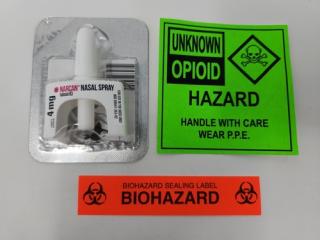 NARCAN® NASAL SPRAY
4 mg
UNKNOWN
OPIOID
HAZARD
HANDLE WITH CARE
WEAR P.P.E.
BIOHAZARD SEALING LABEL
BIOHAZARD